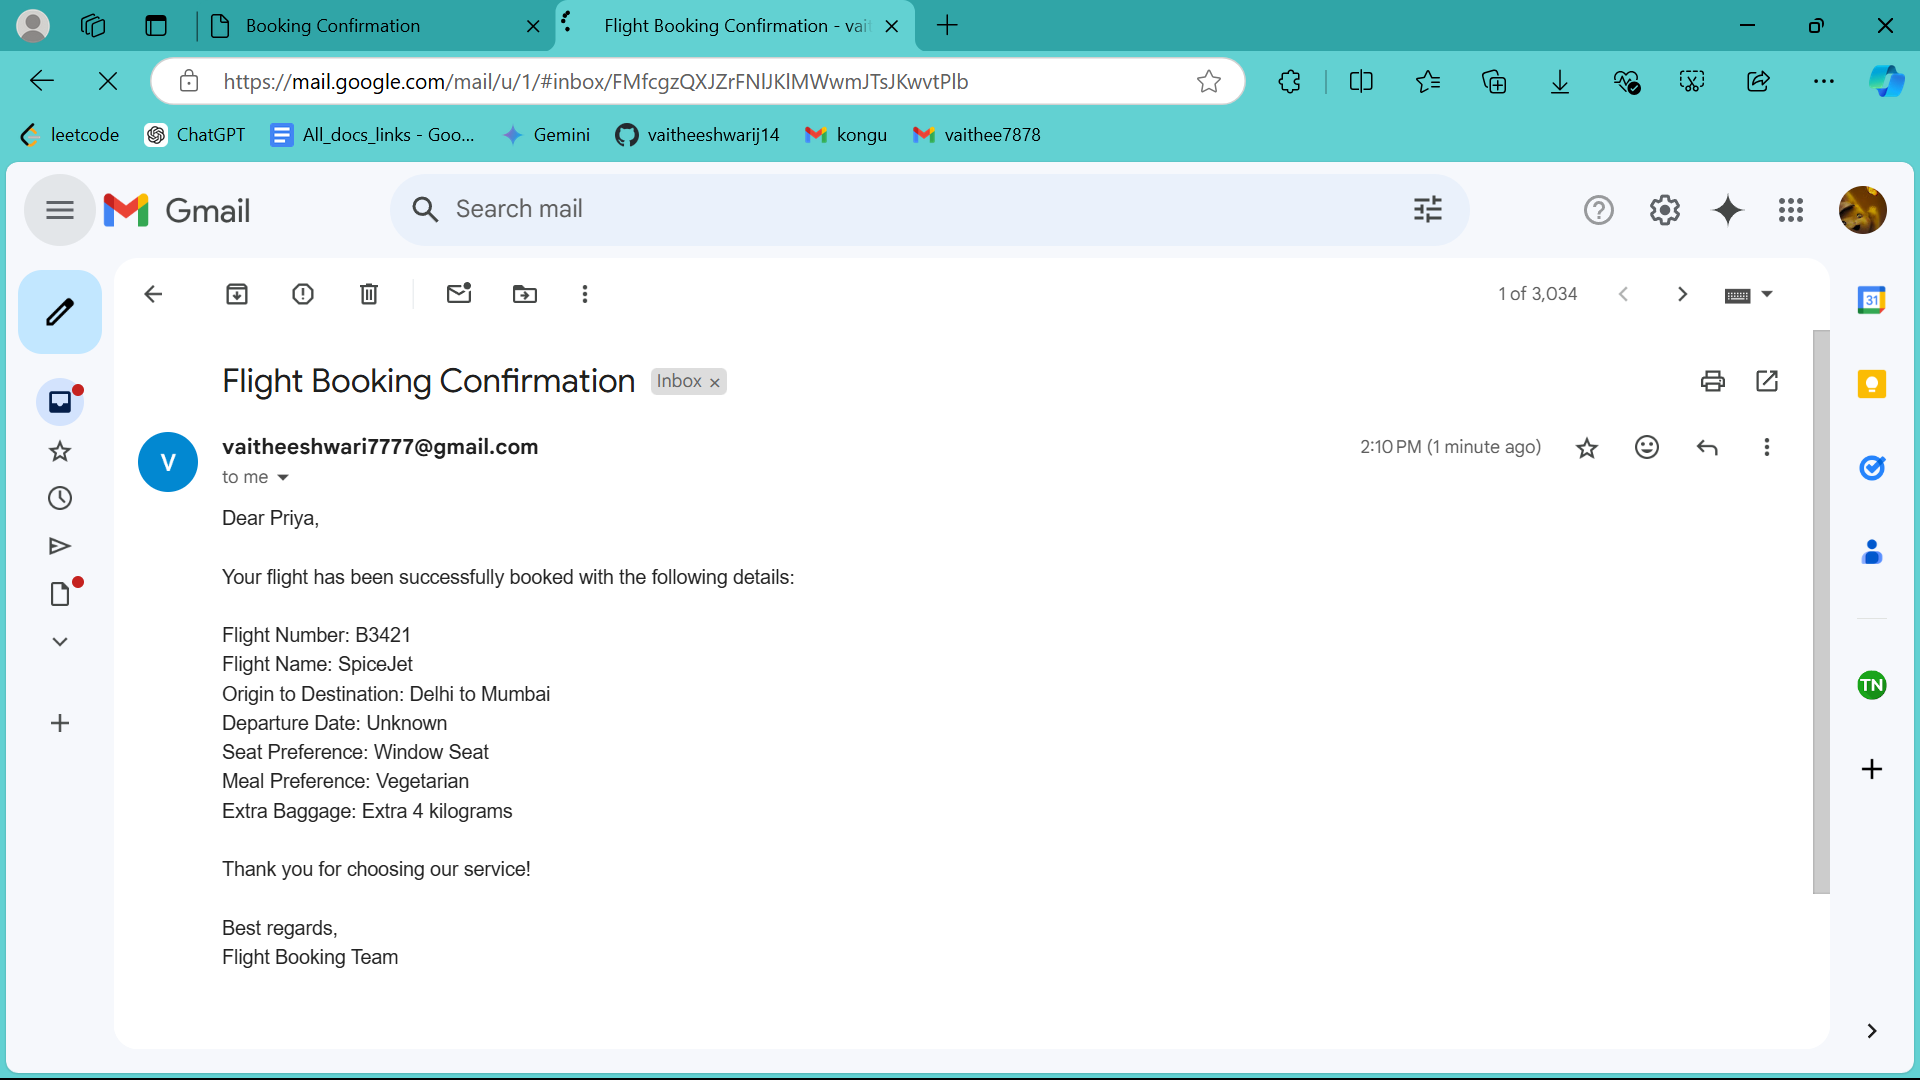 Booking Confirmation
Flight Booking Confirmation - vai
https://mail.google.com/mail/u/1/#inbox/FMfcgzQXJZrFNlJKlMWwmJTsJKwvtPlb
leetcode
ChatGPT
All_docs_links - Goo...
Gemini
vaitheeshwarij14
kongu
vaithee7878
Gmail
Search mail
1 of 3,034
31
Flight Booking Confirmation
Inbox ×
V
vaitheeshwari7777@gmail.com
2:10 PM (1 minute ago)
to me
Dear Priya,
Your flight has been successfully booked with the following details:
Flight Number: B3421
Flight Name: SpiceJet
TN
Origin to Destination: Delhi to Mumbai
Departure Date: Unknown
Seat Preference: Window Seat
Meal Preference: Vegetarian
Extra Baggage: Extra 4 kilograms
Thank you for choosing our service!
Best regards,
Flight Booking Team